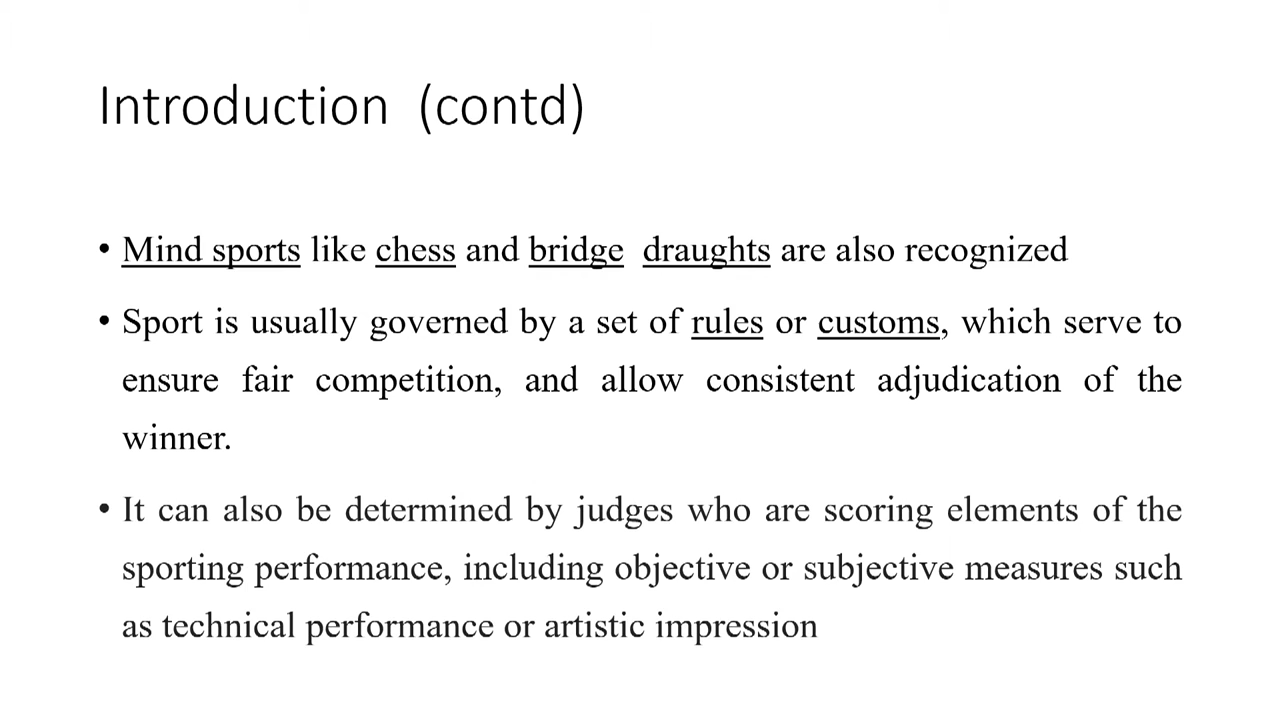 Introduction (contd)
• Mind sports like chess and bridge draughts are also recognized
• Sport is usually governed by a set of rules or customs, which serve to
ensure fair competition, and allow consistent adjudication of the
winner.
• It can also be determined by judges who are scoring elements of the
sporting performance, including objective or subjective measures such
as technical performance or artistic impression